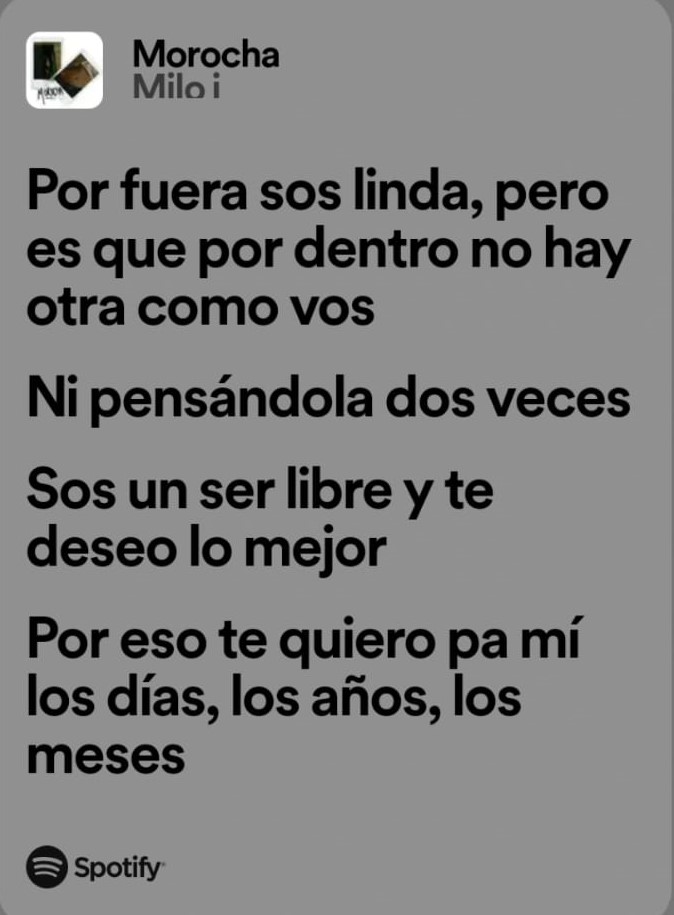 Morocha
Milo i
Por fuera sos linda, pero
es que por dentro no hay
otra como vos
Ni pensándola dos veces
Sos un ser libre y te
deseo lo mejor
Por eso te quiero pa mí
los días, los años, los
meses
Spotify